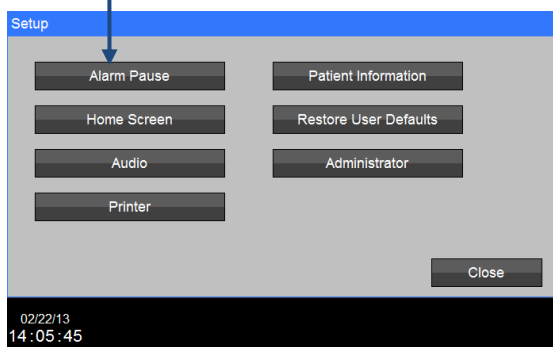 Setup
Alarm Pause
Patient Information
Home Screen
Restore User Defaults
Audio
Administrator
Printer
Close
02/22/13
14:05:45